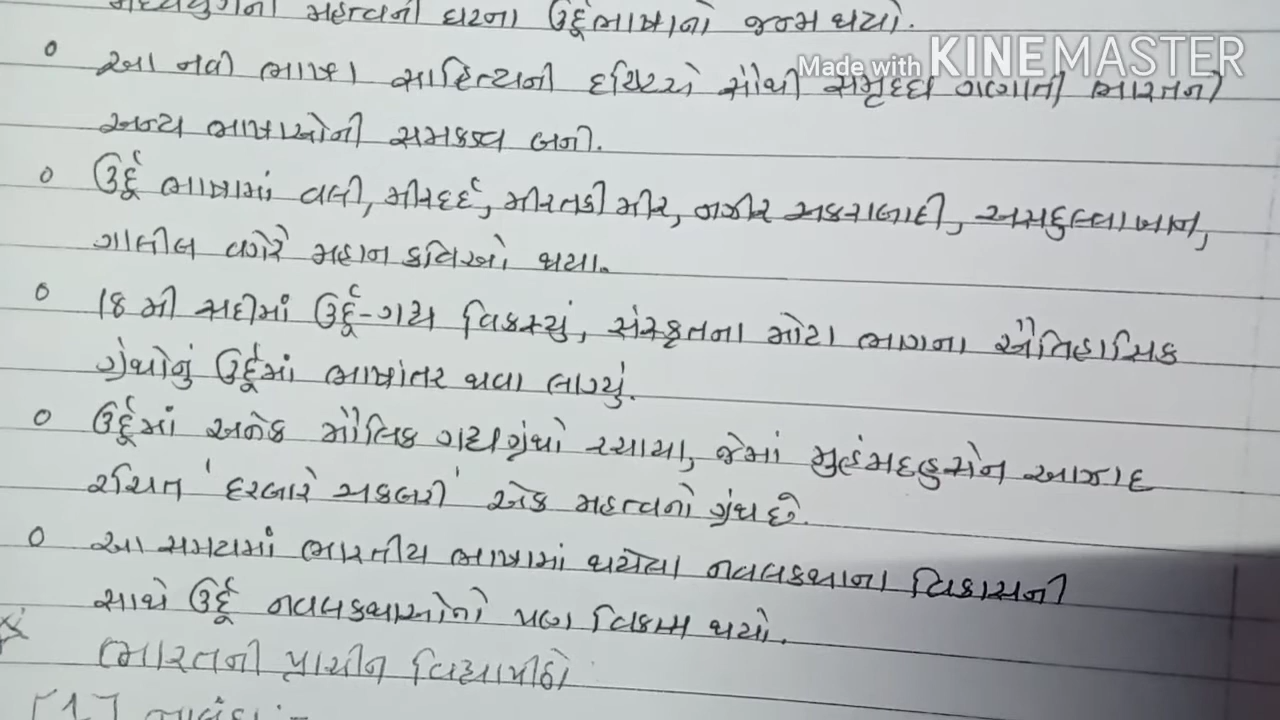 મધ્યયુગની મહત્વની ઘટના ઉર્દૂભાષાનો જન્મ થયો.
Made with KINEMASTER
આ નવી ભાષા સાહિત્યની દૃષ્ટિએ સૌથી સમૃદ્ધ ગણાતી ભારતની
અન્ય ભાષાઓની સમકક્ષ બની.
ઉર્દૂ ભાષામાં વલી, મીરદર્દ, મીરતકી મીર, નઝીર અકબરાબાદી, અસદુલ્લાખાન,
ગાલીબ વગેરે મહાન કવિઓ થયા.
18 મી સદીમાં ઉર્દૂ-ગદ્ય વિકસ્યું, સંસ્કૃતના મોટા ભાગના ઐતિહાસિક
ગ્રંથોનું ઉર્દૂમાં ભાષાંતર થવા લાગ્યું.
ઉર્દૂમાં અનેક મૌલિક ગદ્યગ્રંથો રચાયા, જેમાં મુહંમદહુસેન આઝાદ
રચિત 'દરબારે અકબરી' એક મહત્વનો ગ્રંથ છે.
આ સમયમાં ભારતીય ભાષામાં થયેલા નવલકથાના વિકાસની
સાથે ઉર્દૂ નવલકથાઓનો પણ વિકાસ થયો.
ભારતની પ્રાચીન વિદ્યાપીઠો
[1]